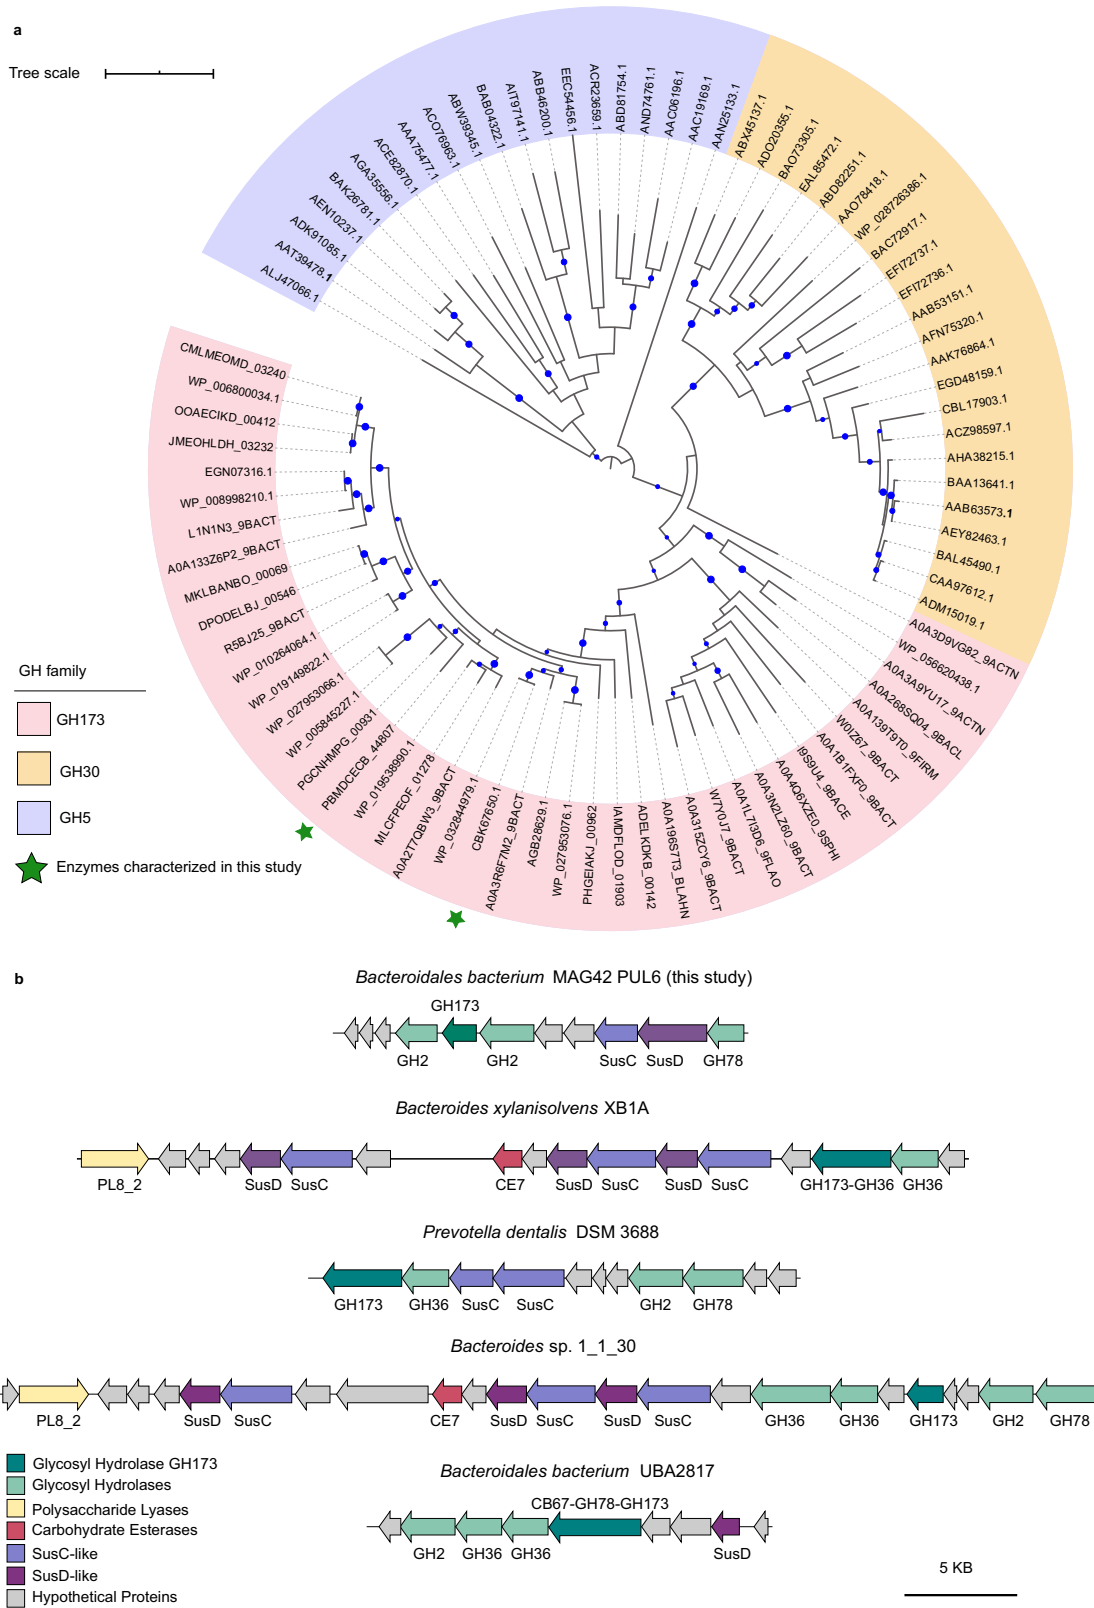 a
Tree scale
ALJ47066.1
AAT39478.1
ADK91085.1
AEN10237.1
BAK26781.1
AGA35556.1
ACE82870.1
AAA75477.1
ACO76963.1
ABW39345.1
BAB04322.1
AIT97141.1
ABB46200.1
EEC54456.1
ACR23659.1
ABD81754.1
AND74761.1
AAC06196.1
AAC19169.1
AAN25133.1
ABX45137.1
ADO20355.1
BAO73305.1
EAL85472.1
ABD82251.1
AAO78418.1
WP_028726386.1
BAC72917.1
EFI72737.1
EFI72736.1
AAB53151.1
AFN75320.1
AAK76864.1
EGD48159.1
CBL17903.1
ACZ98597.1
AHA38215.1
BAA13641.1
AAB63573.1
AEY82463.1
BAL45490.1
CAA97612.1
ADM15019.1
A0A3D9VG82_9ACTN
WP_056620438.1
A0A3A9YU17_9ACTN
A0A268SQ04_9BACL
A0A139T9T0_9FIRM
W0IZ67_9BACT
A0A1B1FXF0_9BACT
I9S9U4_9BACE
A0A4Q6XZE0_9SPHI
A0A3N2LZ60_9BACT
A0A1L7I3D6_9FLAO
W7Y0J7_9BACT
A0A315ZCY6_9BACT
A0A196S7T3_BLAHN
ADELKDKB_00142
IAMDFLOD_01903
PHGEIAKJ_00962
WP_027953076.1
AGB28629.1
A0A3R6F7M2_9BACT
CBK67650.1
WP_032844979.1
A0A2T7QBW3_9BACT
MLCFPEOF_01278
WP_019538990.1
PBMDCECB_44807
PGCNHMPG_00931
WP_005845227.1
WP_027953066.1
WP_019149822.1
WP_010264064.1
R5BJ25_9BACT
DPODELBJ_00546
MKLBANBO_00069
A0A133Z6P2_9BACT
L1N1N3_9BACT
WP_008998210.1
EGN07316.1
JMEOHLDH_03232
OOAECIKD_00412
WP_006800034.1
CMLMEOMD_03240
GH family
GH173
GH30
GH5
Enzymes characterized in this study
b
Bacteroidales bacterium MAG42 PUL6 (this study)
GH173
GH2 GH2 SusC SusD GH78
Bacteroides xylanisolvens XB1A
PL8_2 SusD SusC CE7 SusD SusC SusD SusC GH173-GH36 GH36
Prevotella dentalis DSM 3688
GH173 GH36 SusC SusC GH2 GH78
Bacteroides sp. 1_1_30
PL8_2 SusD SusC CE7 SusD SusC SusD SusC GH36 GH36 GH173 GH2 GH78
Bacteroidales bacterium UBA2817
CB67-GH78-GH173
GH2 GH36 GH36 SusD
Glycosyl Hydrolase GH173
Glycosyl Hydrolases
Polysaccharide Lyases
Carbohydrate Esterases
SusC-like
SusD-like
Hypothetical Proteins
5 KB